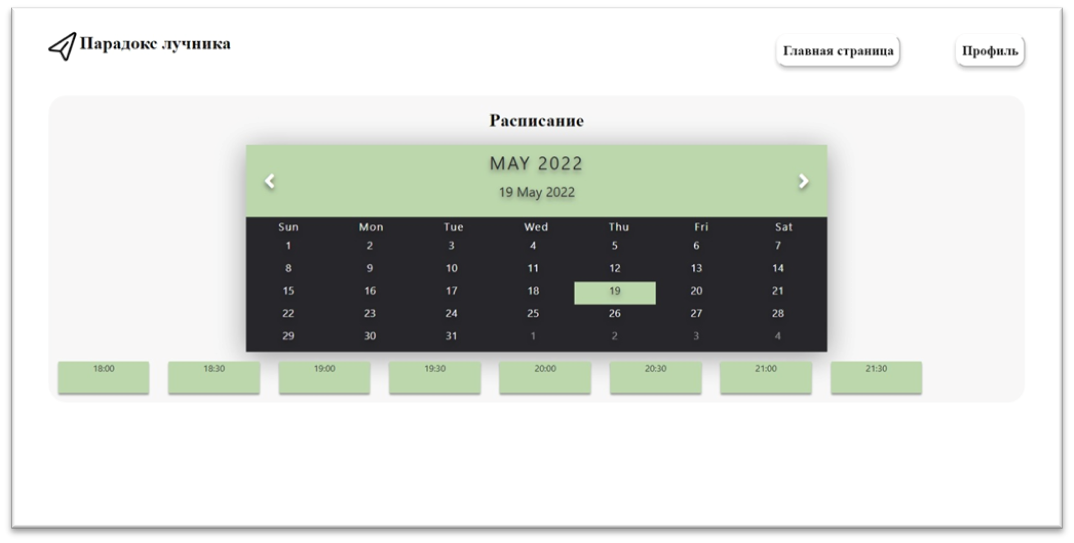 Парадокс лучника
Главная страница
Профиль
Расписание
MAY 2022
19 May 2022
Sun Mon Tue Wed Thu Fri Sat
1 2 3 4 5 6 7
8 9 10 11 12 13 14
15 16 17 18 19 20 21
22 23 24 25 26 27 28
29 30 31 1 2 3 4
18:00 18:30 19:00 19:30 20:00 20:30 21:00 21:30